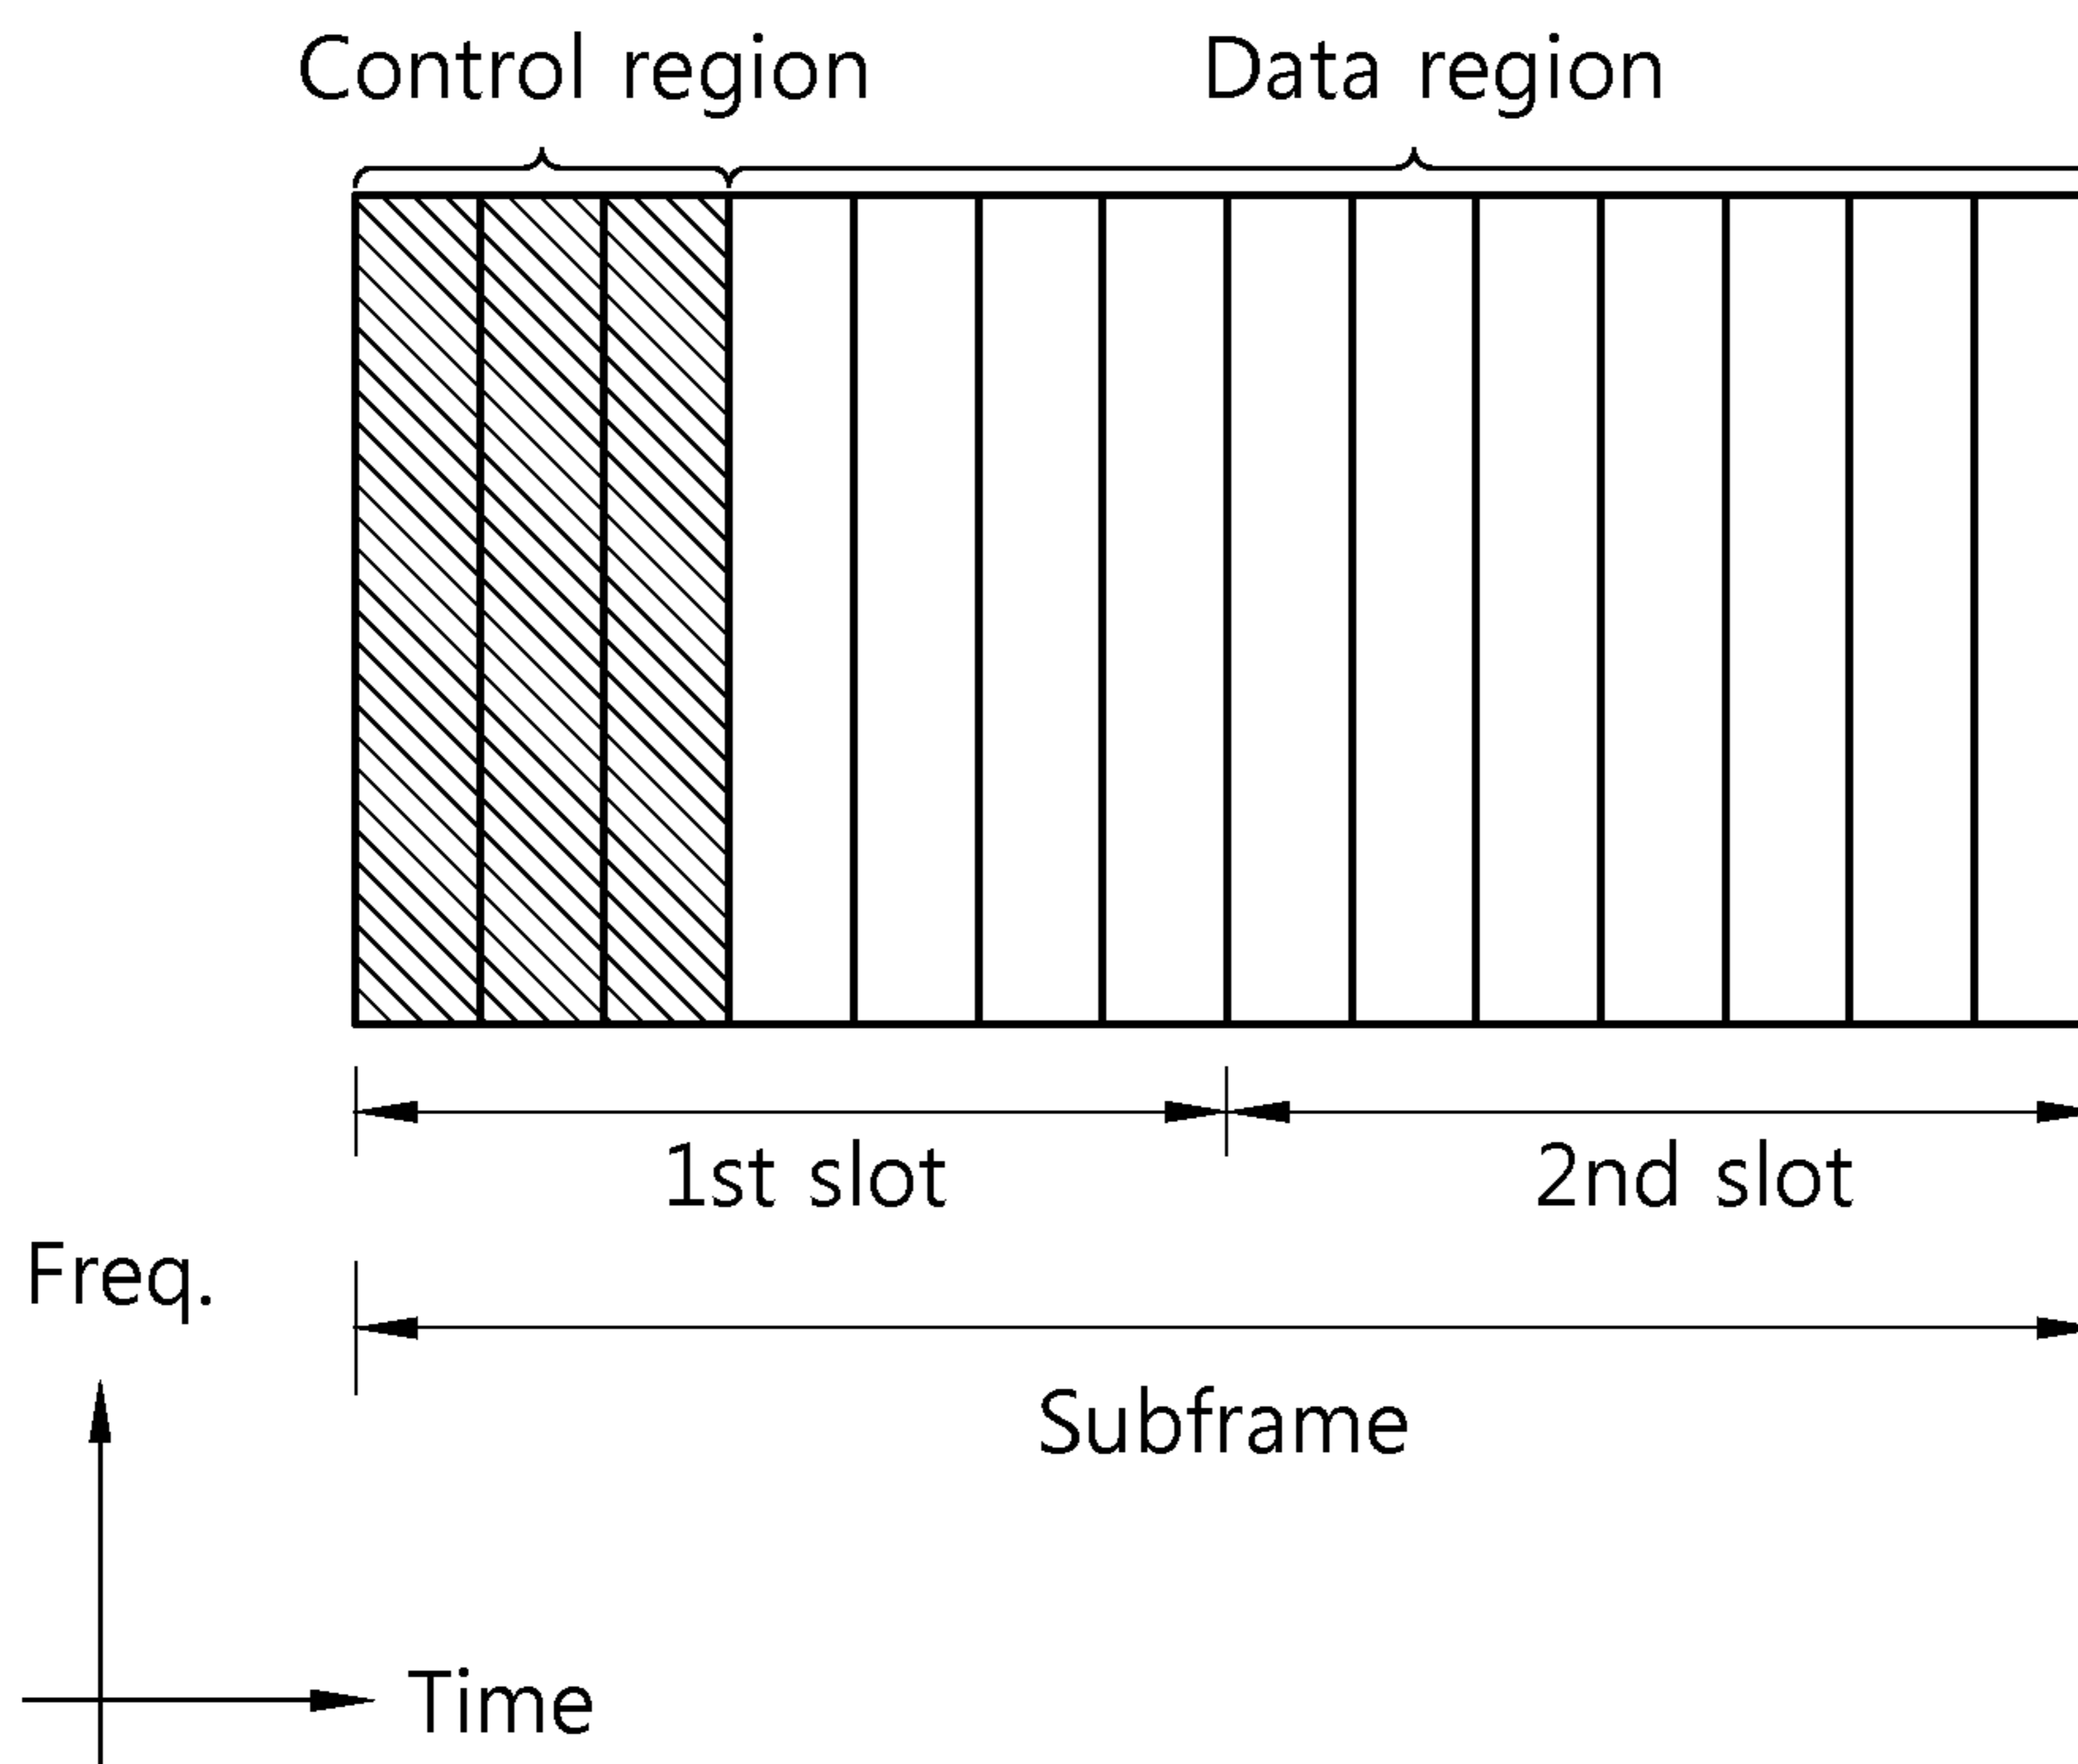 Control region
Data region
1st slot
2nd slot
Freq.
Subframe
Time